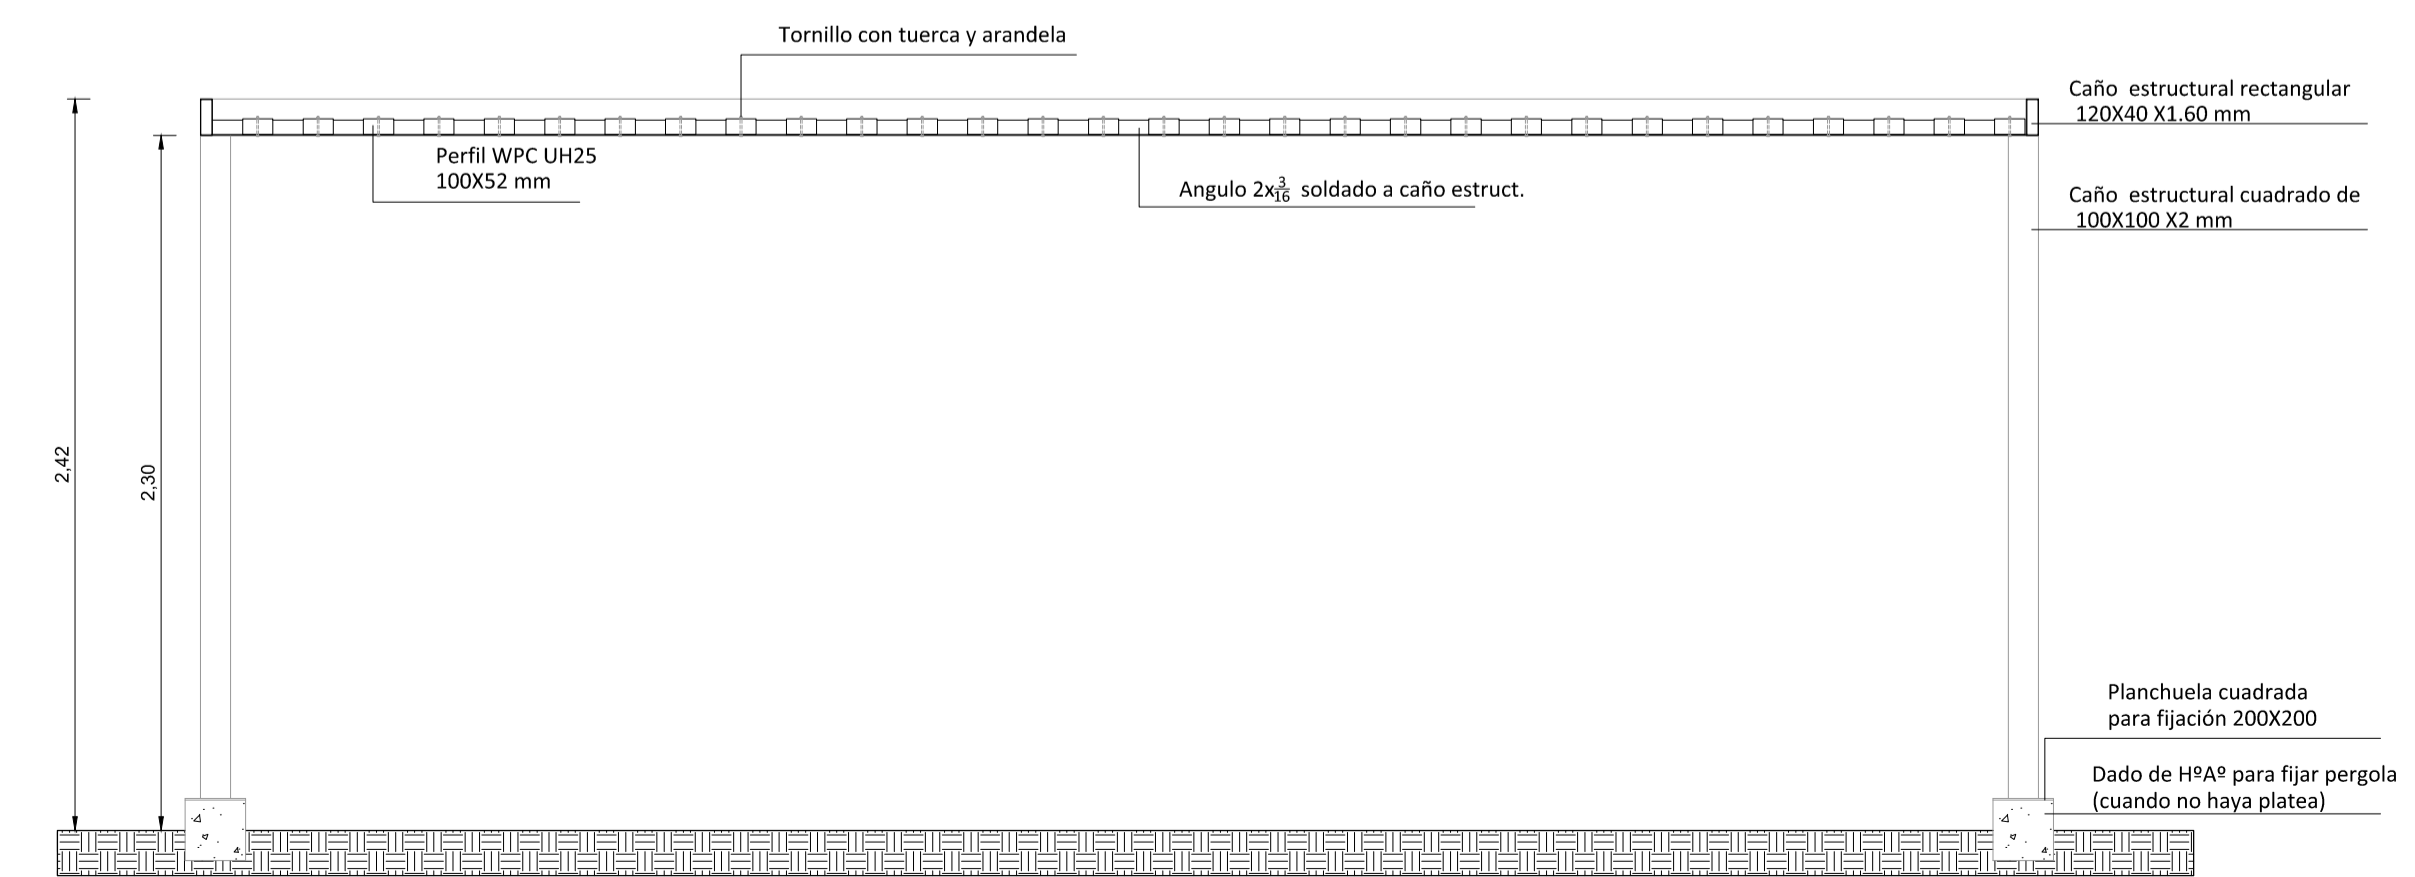 Tornillo con tuerca y arandela
Caño  estructural rectangular
120X40 X1.60 mm
Perfil WPC UH25
100X52 mm
Angulo 2x3/16  soldado a caño estruct.
Caño  estructural cuadrado de
100X100 X2 mm
2,42
2,30
Planchuela cuadrada
para fijación 200X200
Dado de HºAº para fijar pergola
(cuando no haya platea)